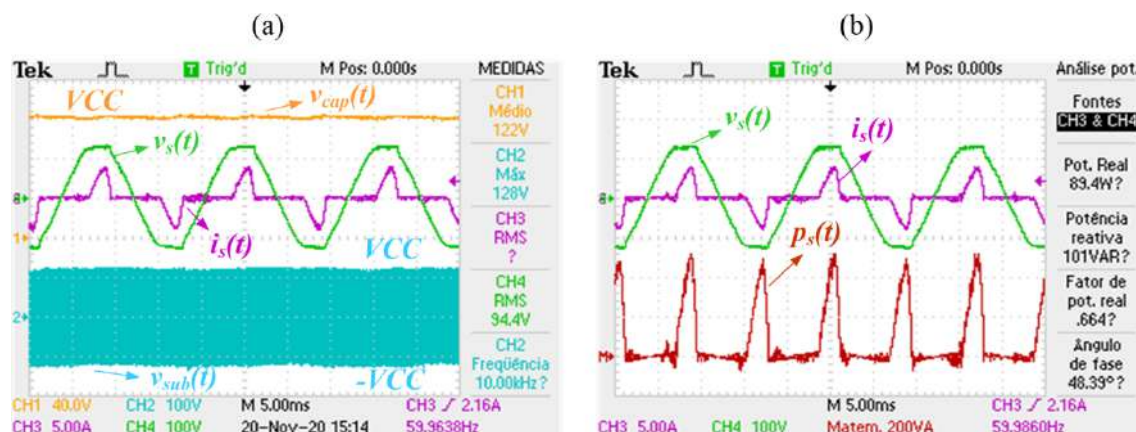 (a)
(b)
Tek Trig'd M Pos: 0.000s MEDIDAS
VCC
vcap(t)
vs(t)
is(t)
VCC
vsub(t)
-VCC
CH1
Médio
122V
CH2
Máx
128V
CH3
RMS
?
CH4
RMS
94.4V
CH2
Freqüência
10.00kHz?
1
2
CH1 40.0V CH2 100V M 5.00ms CH3 2.16A
CH3 5.00A CH4 100V 20-Nov-20 15:14 59.9638Hz
Tek Trig'd M Pos: 0.000s Análise pot.
vs(t)
is(t)
ps(t)
Fontes
CH3 & CH4
Pot. Real
89.4W?
Potência
reativa
101VAR?
Fator de
pot. real
.664?
Ângulo
de fase
48.39º?
M
M 5.00ms CH3 2.16A
CH3 5.00A CH4 100V Matem. 200VA 59.9860Hz